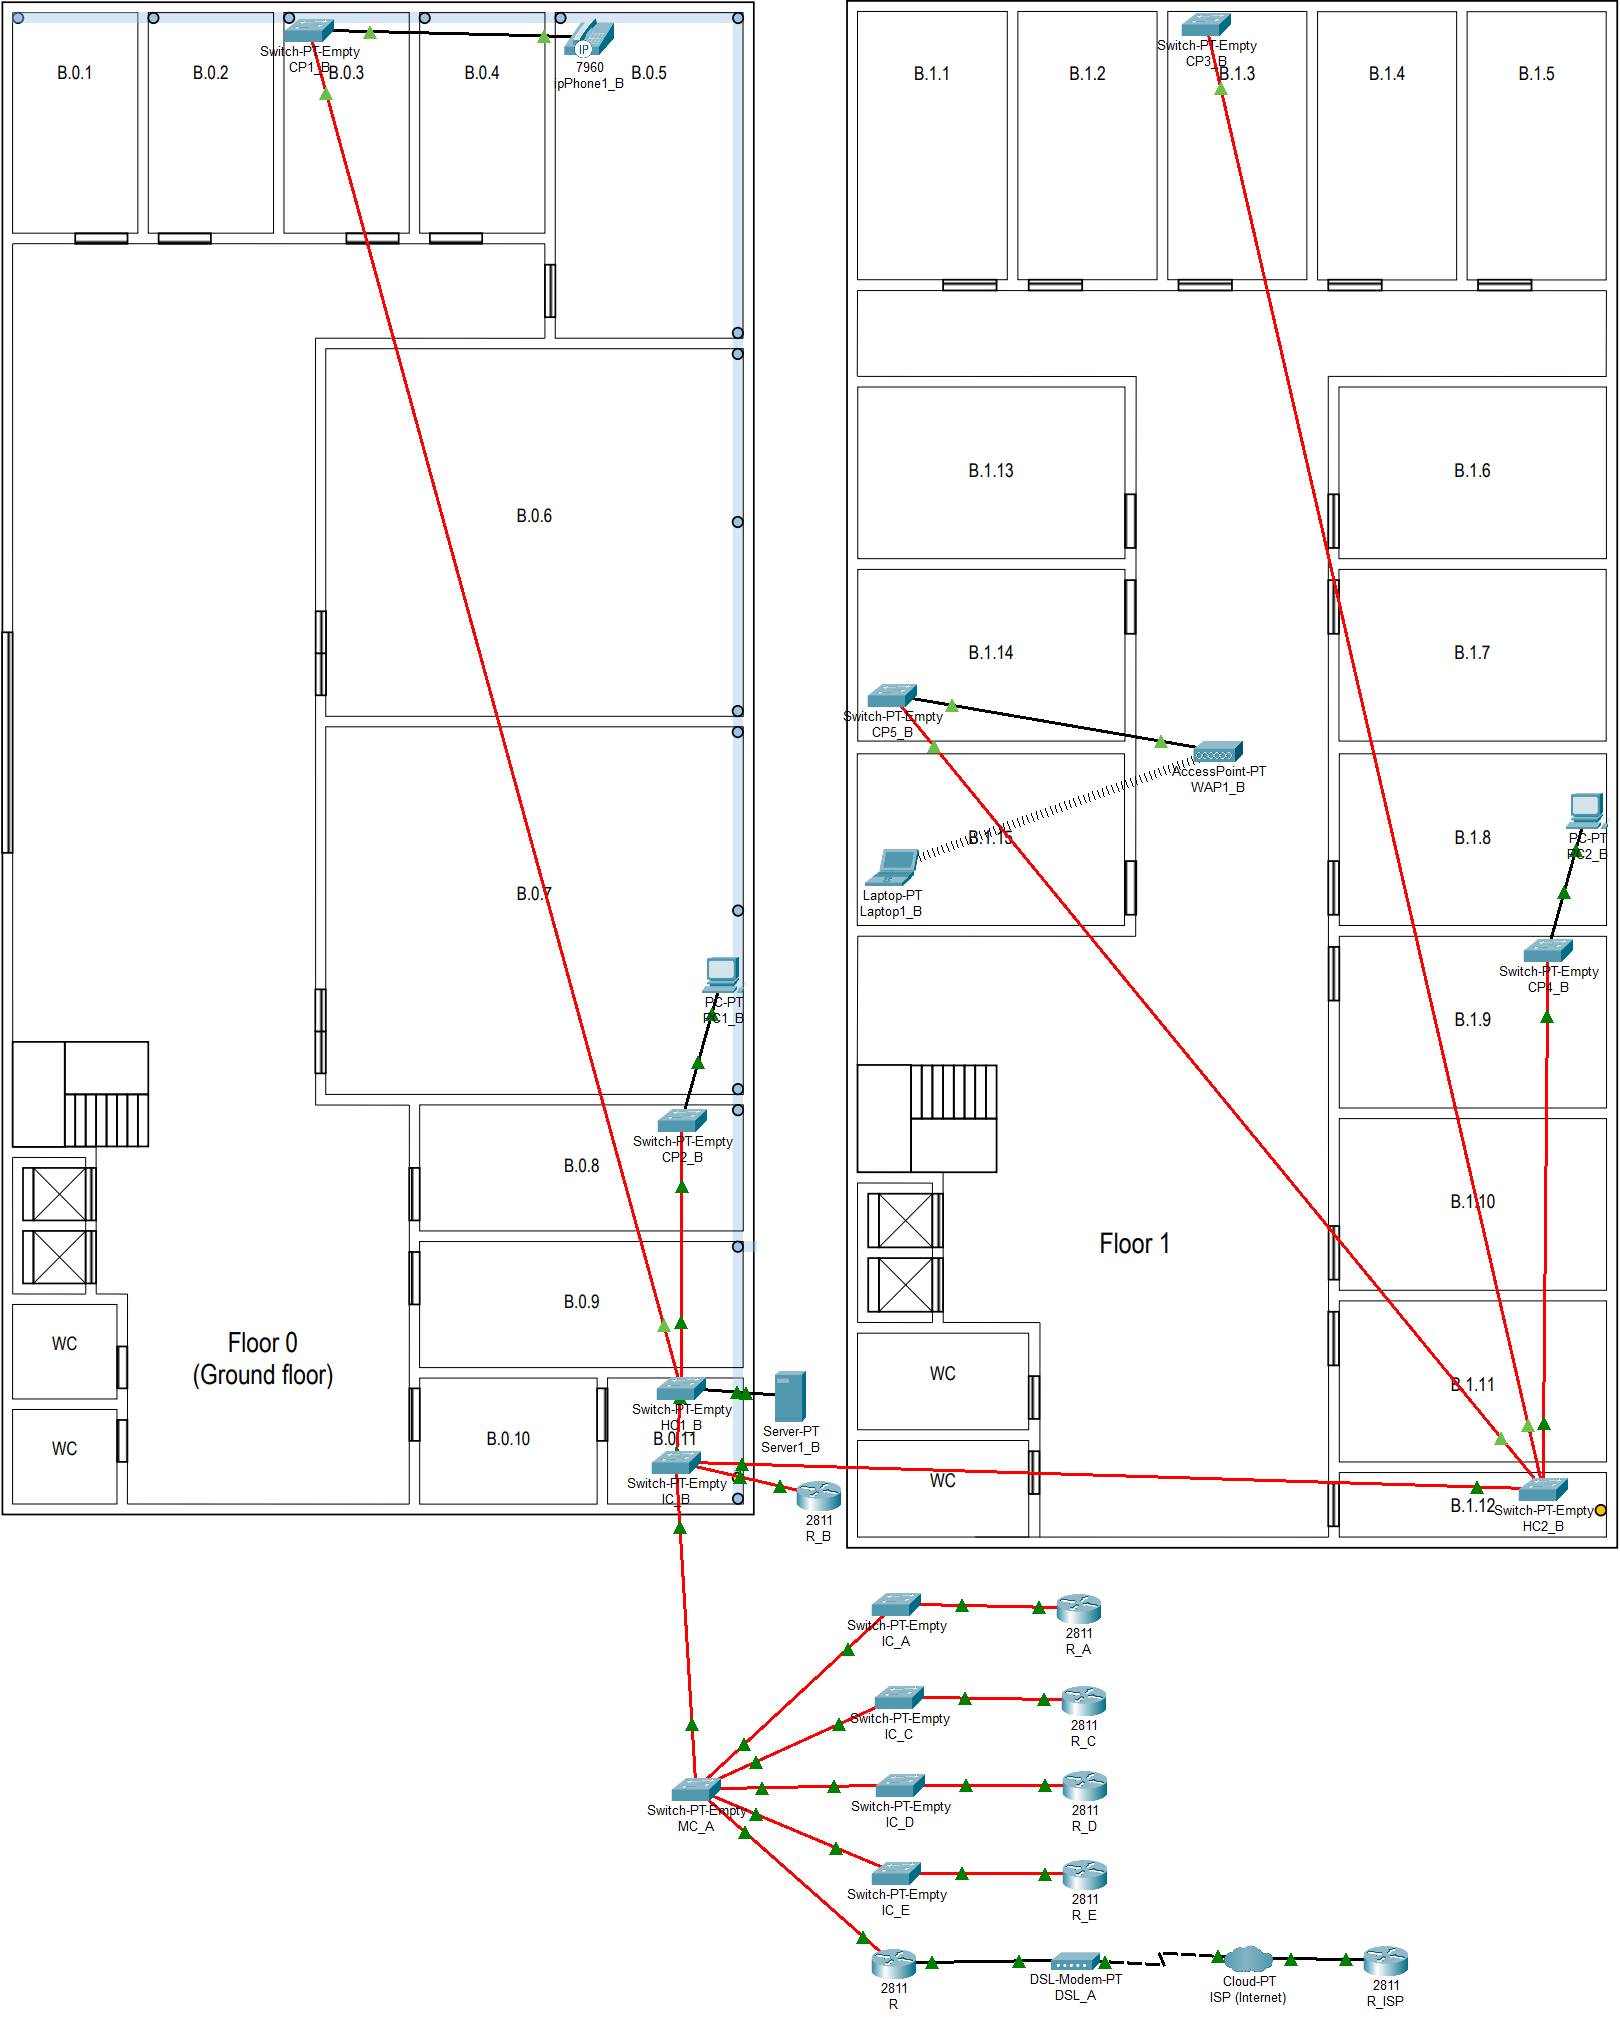 B.0.1
B.0.2
Switch-PT-Empty
CP1_B
B.0.3
B.0.4
IP
7960
ipPhone1_B
B.0.5
B.0.6
B.0.7
PC-PT
PC1_B
Switch-PT-Empty
CP2_B
B.0.8
B.0.9
WC
WC
Floor 0
(Ground floor)
B.0.10
Switch-PT-Empty
HC1_B
B.0.11
Server-PT
Server1_B
Switch-PT-Empty
IC_B
2811
R_B
B.1.1
B.1.2
Switch-PT-Empty
CP3_B
B.1.3
B.1.4
B.1.5
B.1.13
B.1.6
B.1.14
B.1.7
Switch-PT-Empty
CP5_B
AccessPoint-PT
WAP1_B
B.1.15
Laptop-PT
Laptop1_B
B.1.8
PC-PT
PC2_B
Switch-PT-Empty
CP4_B
B.1.9
B.1.10
Floor 1
B.1.11
WC
WC
B.1.12
Switch-PT-Empty
HC2_B
Switch-PT-Empty
IC_A
2811
R_A
Switch-PT-Empty
IC_C
2811
R_C
Switch-PT-Empty
MC_A
Switch-PT-Empty
IC_D
2811
R_D
Switch-PT-Empty
IC_E
2811
R_E
2811
R
DSL-Modem-PT
DSL_A
Cloud-PT
ISP (Internet)
2811
R_ISP